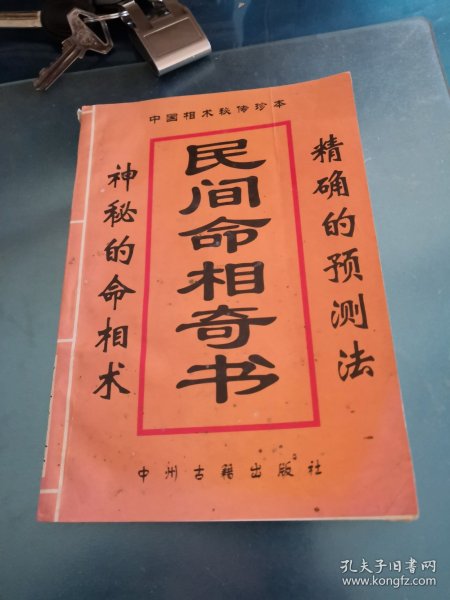 中国相术秘传珍本
精确的预测法
民间命相奇书
神秘的命相术
中州古籍出版社
孔夫子旧书网
www.kongfz.com